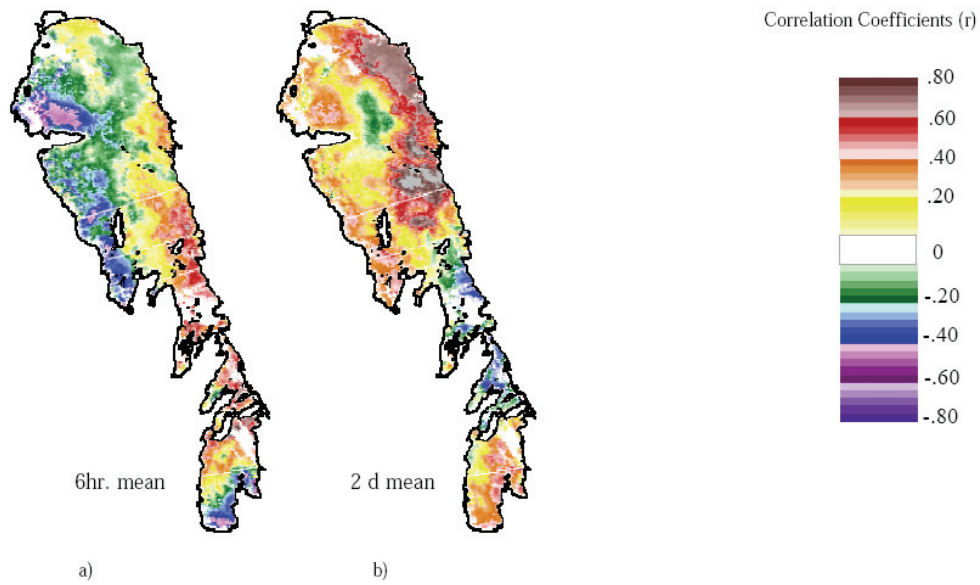 Correlation Coefficients (r)
.80
.60
.40
.20
0
-.20
-.40
-.60
-.80
6hr. mean
2 d mean
a)
b)